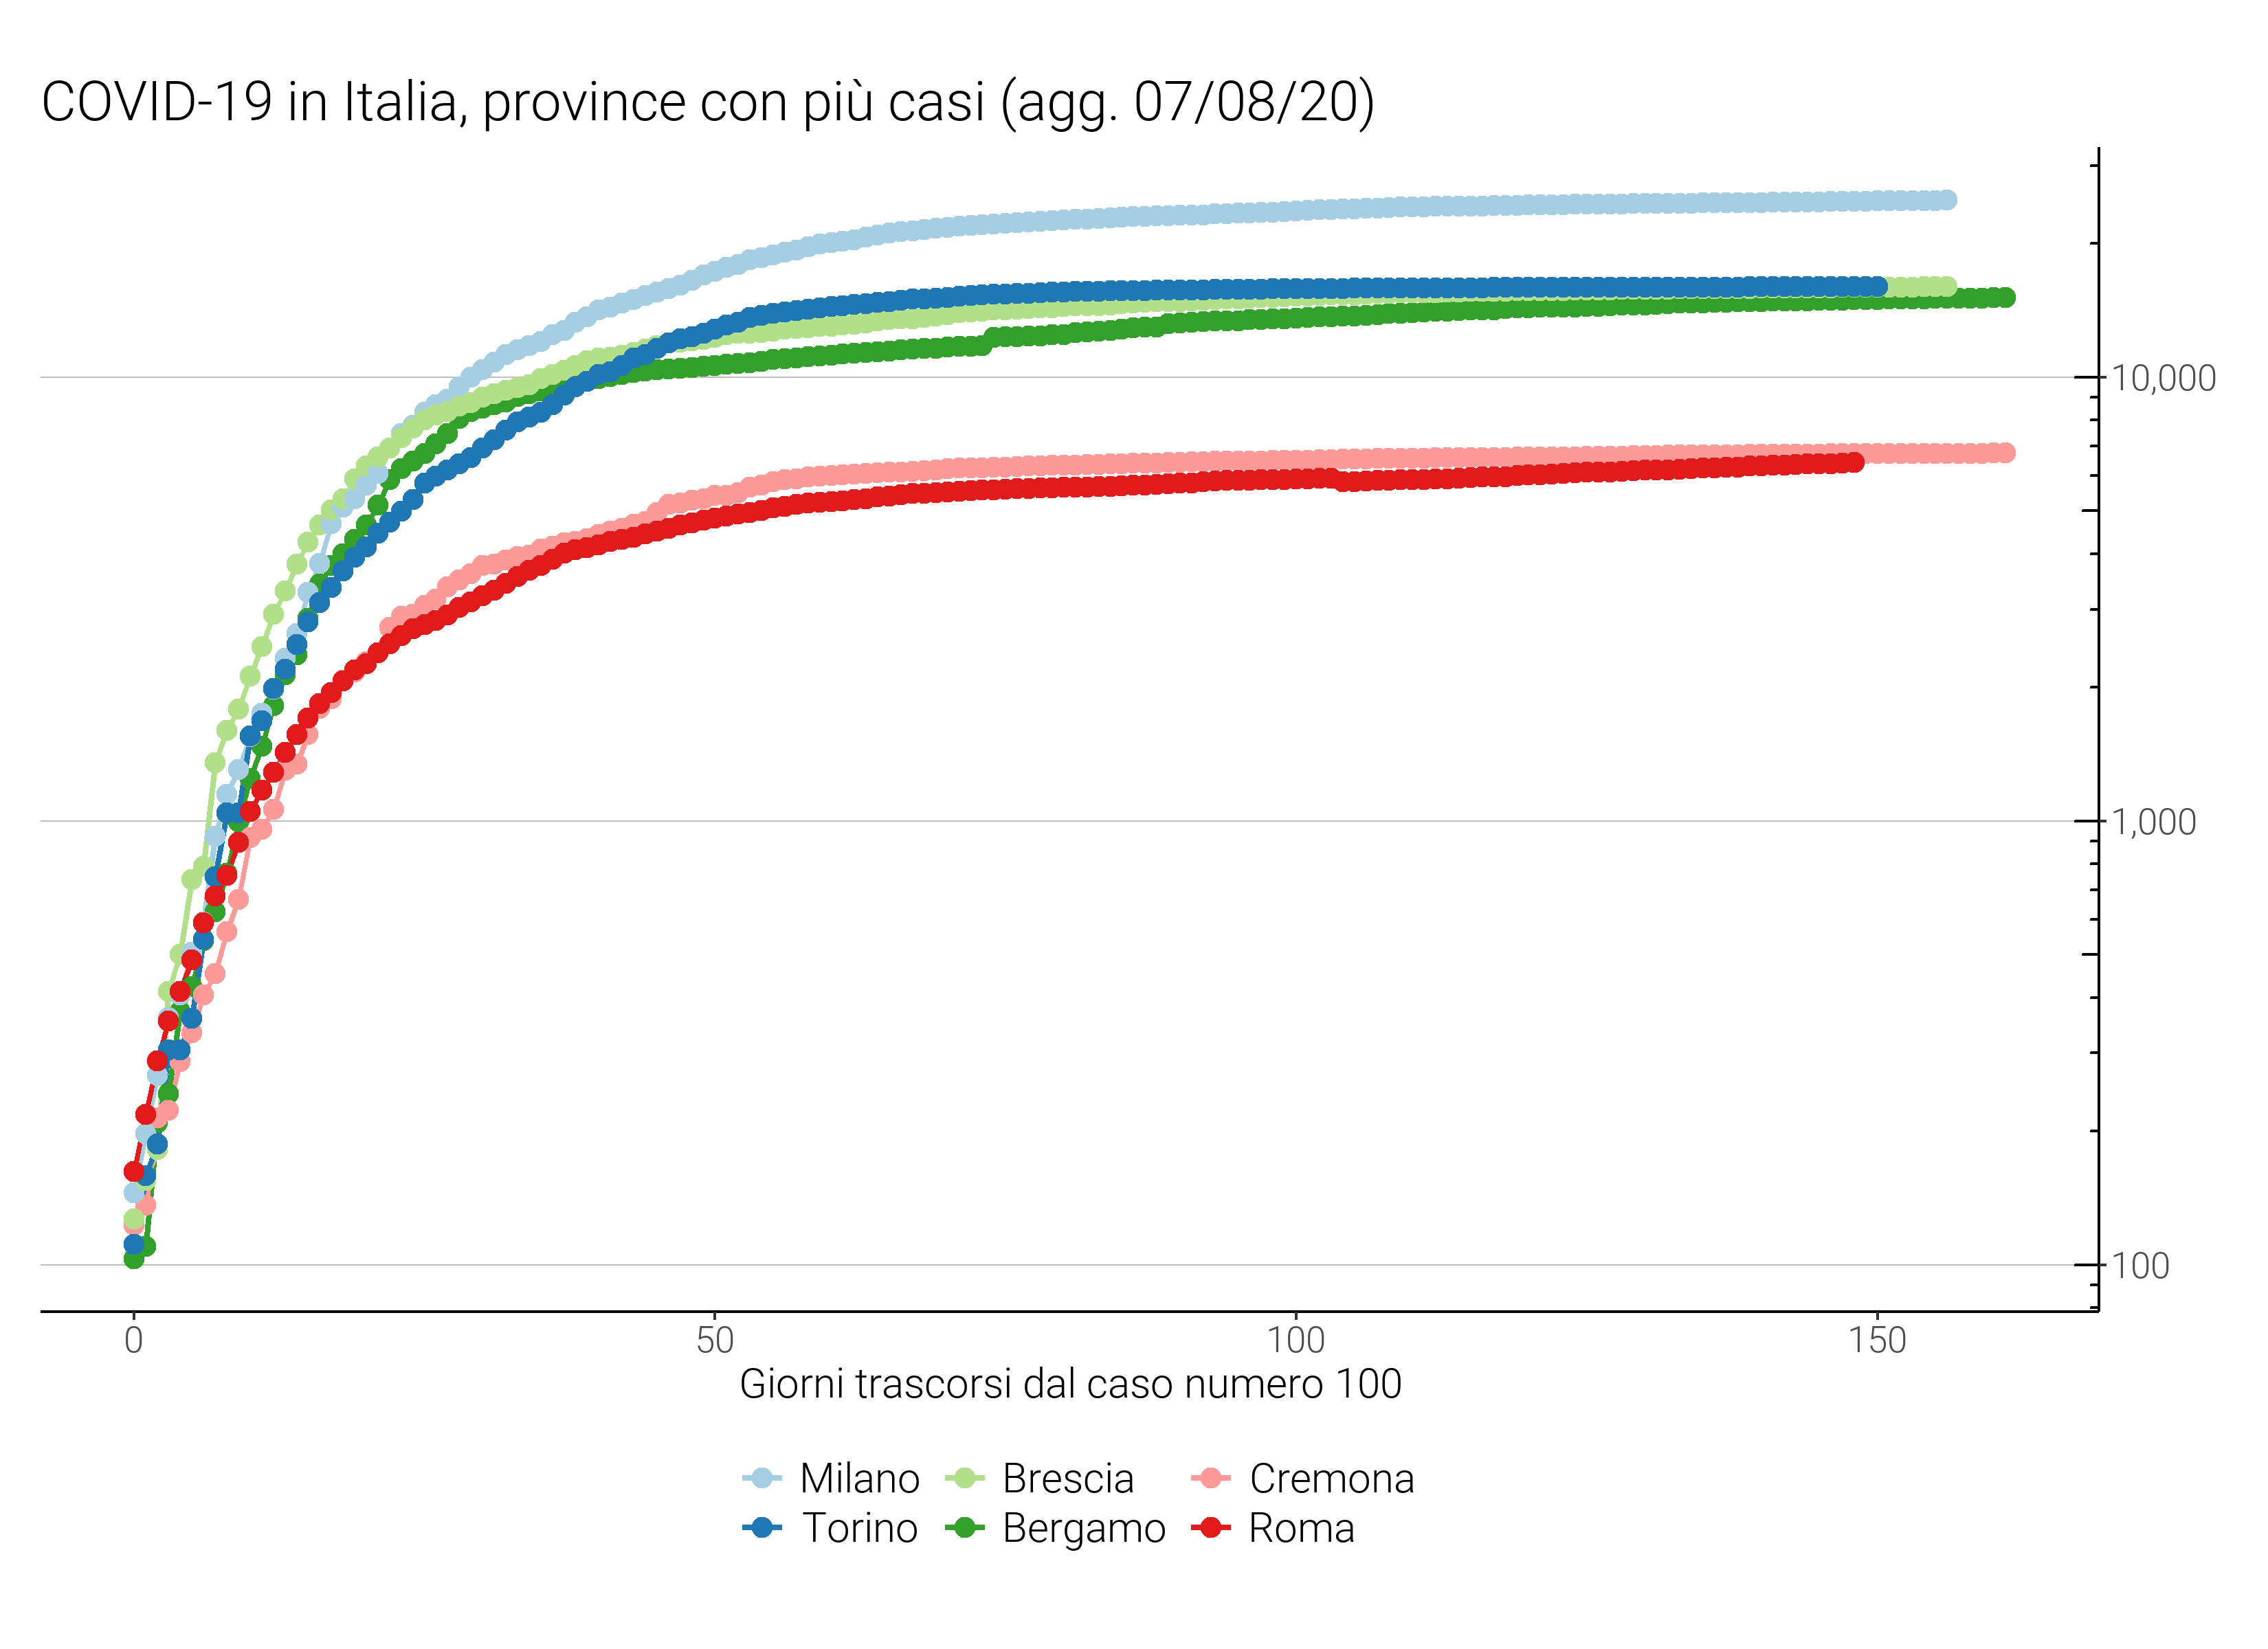 COVID-19 in Italia, province con più casi (agg. 07/08/20)
10,000
1,000
100
0 50 100 150
Giorni trascorsi dal caso numero 100
Milano Brescia Cremona
Torino Bergamo Roma